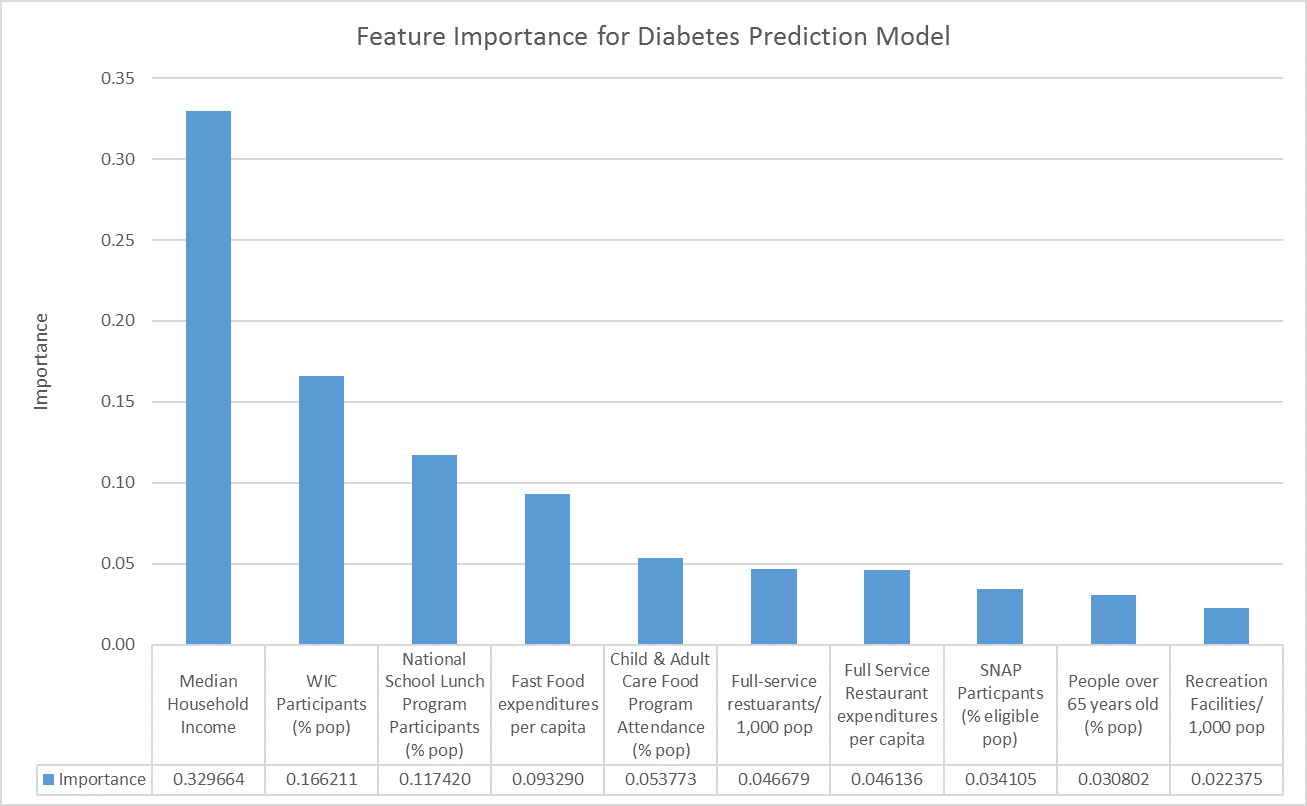 Feature Importance for Diabetes Prediction Model
0.35
0.30
0.25
0.20
0.15
0.10
0.05
0.00
Importance
Median
Household
Income
WIC
Participants
(% pop)
National
School Lunch
Program
Participants
(% pop)
Fast Food
expenditures
per capita
Child & Adult
Care Food
Program
Attendance
(% pop)
Full-service
restuarants/
1,000 pop
Full Service
Restaurant
expenditures
per capita
SNAP
Particpants
(% eligible
pop)
People over
65 years old
(% pop)
Recreation
Facilities/
1,000 pop
Importance 0.329664 0.166211 0.117420 0.093290 0.053773 0.046679 0.046136 0.034105 0.030802 0.022375